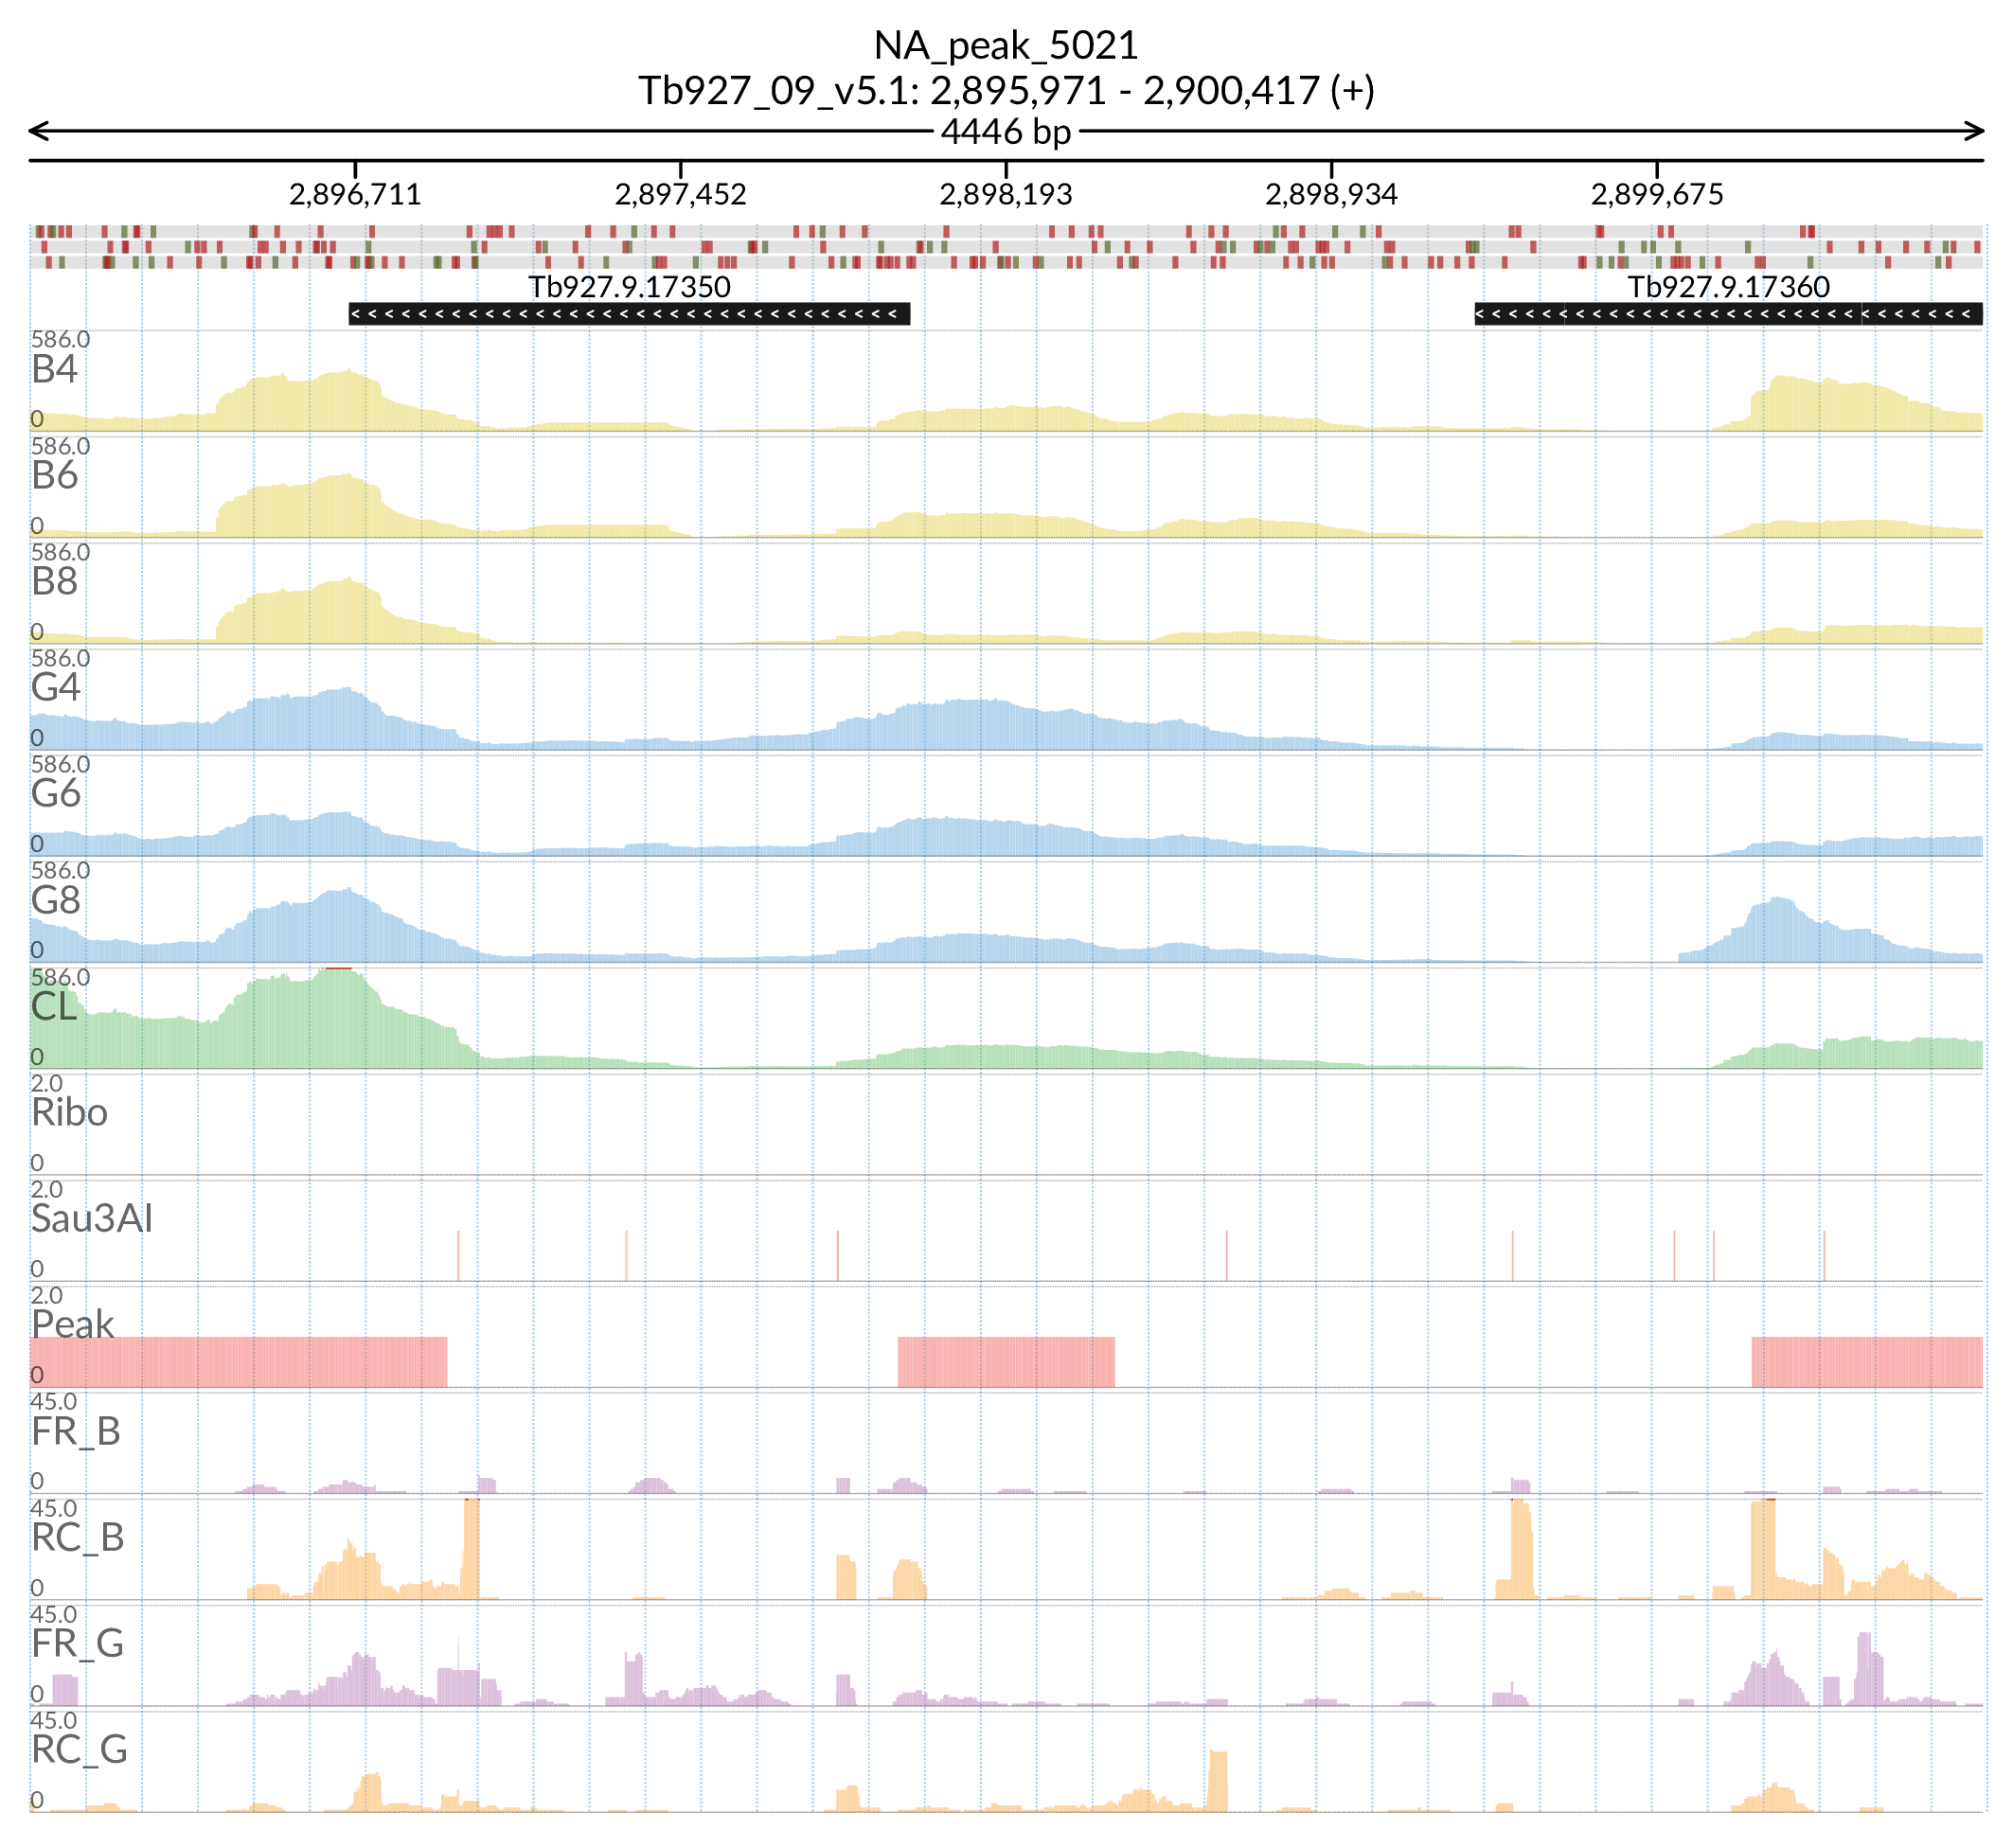 NA_peak_5021
Tb927_09_v5.1: 2,895,971 - 2,900,417 (+)
4446 bp
2,896,711 2,897,452 2,898,193 2,898,934 2,899,675
Tb927.9.17350 Tb927.9.17360
586.0
B4
0
586.0
B6
0
586.0
B8
0
586.0
G4
0
586.0
G6
0
586.0
G8
0
586.0
CL
0
2.0
Ribo
0
2.0
Sau3AI
0
2.0
Peak
0
45.0
FR_B
0
45.0
RC_B
0
45.0
FR_G
0
45.0
RC_G
0